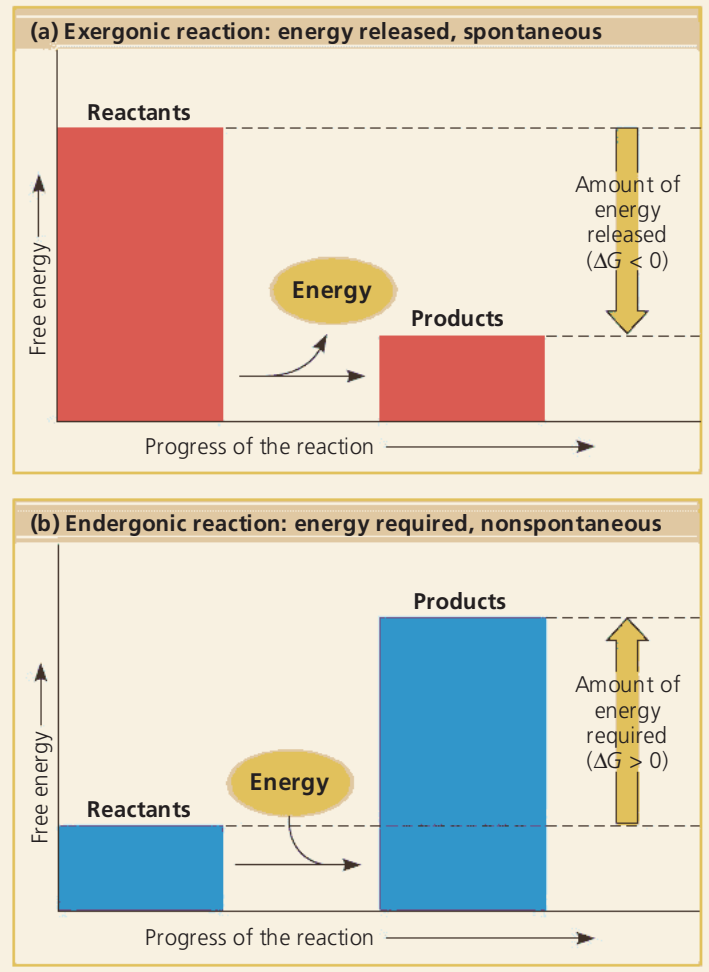 (a) Exergonic reaction: energy released, spontaneous
Reactants
Amount of
energy
released
(ΔG < 0)
Energy
Products
Free energy
Progress of the reaction
(b) Endergonic reaction: energy required, nonspontaneous
Products
Amount of
energy
required
(ΔG > 0)
Energy
Reactants
Free energy
Progress of the reaction